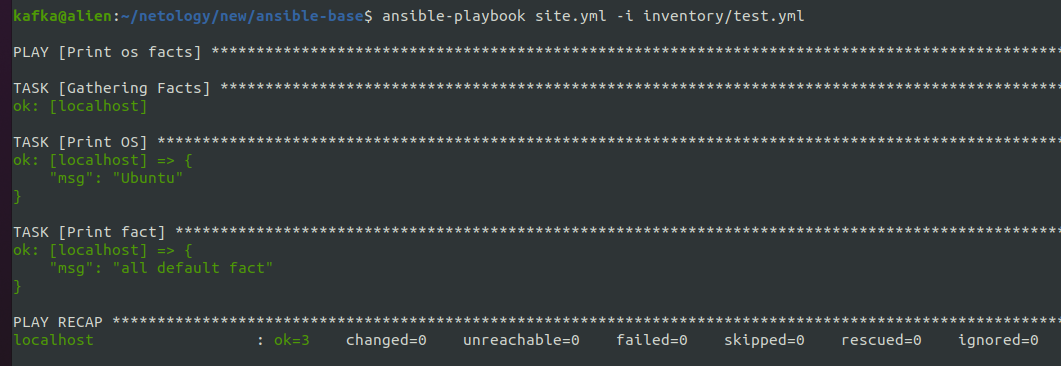 kafka@alien:~/netology/new/ansible-base$ ansible-playbook site.yml -i inventory/test.yml
PLAY [Print os facts] **********************************************************************************************
TASK [Gathering Facts] *********************************************************************************************
ok: [localhost]
TASK [Print OS] ****************************************************************************************************
ok: [localhost] => {
    "msg": "Ubuntu"
}
TASK [Print fact] **************************************************************************************************
ok: [localhost] => {
    "msg": "all default fact"
}
PLAY RECAP *********************************************************************************************************
localhost                  : ok=3    changed=0    unreachable=0    failed=0    skipped=0    rescued=0    ignored=0